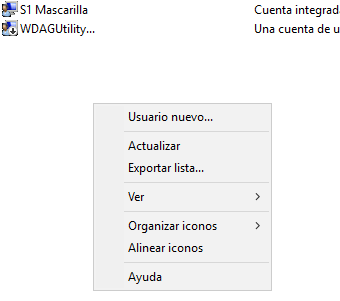 S1 Mascarilla Cuenta integrad
WDAGUtility... Una cuenta de u
Usuario nuevo...
Actualizar
Exportar lista...
Ver
Organizar iconos
Alinear iconos
Ayuda